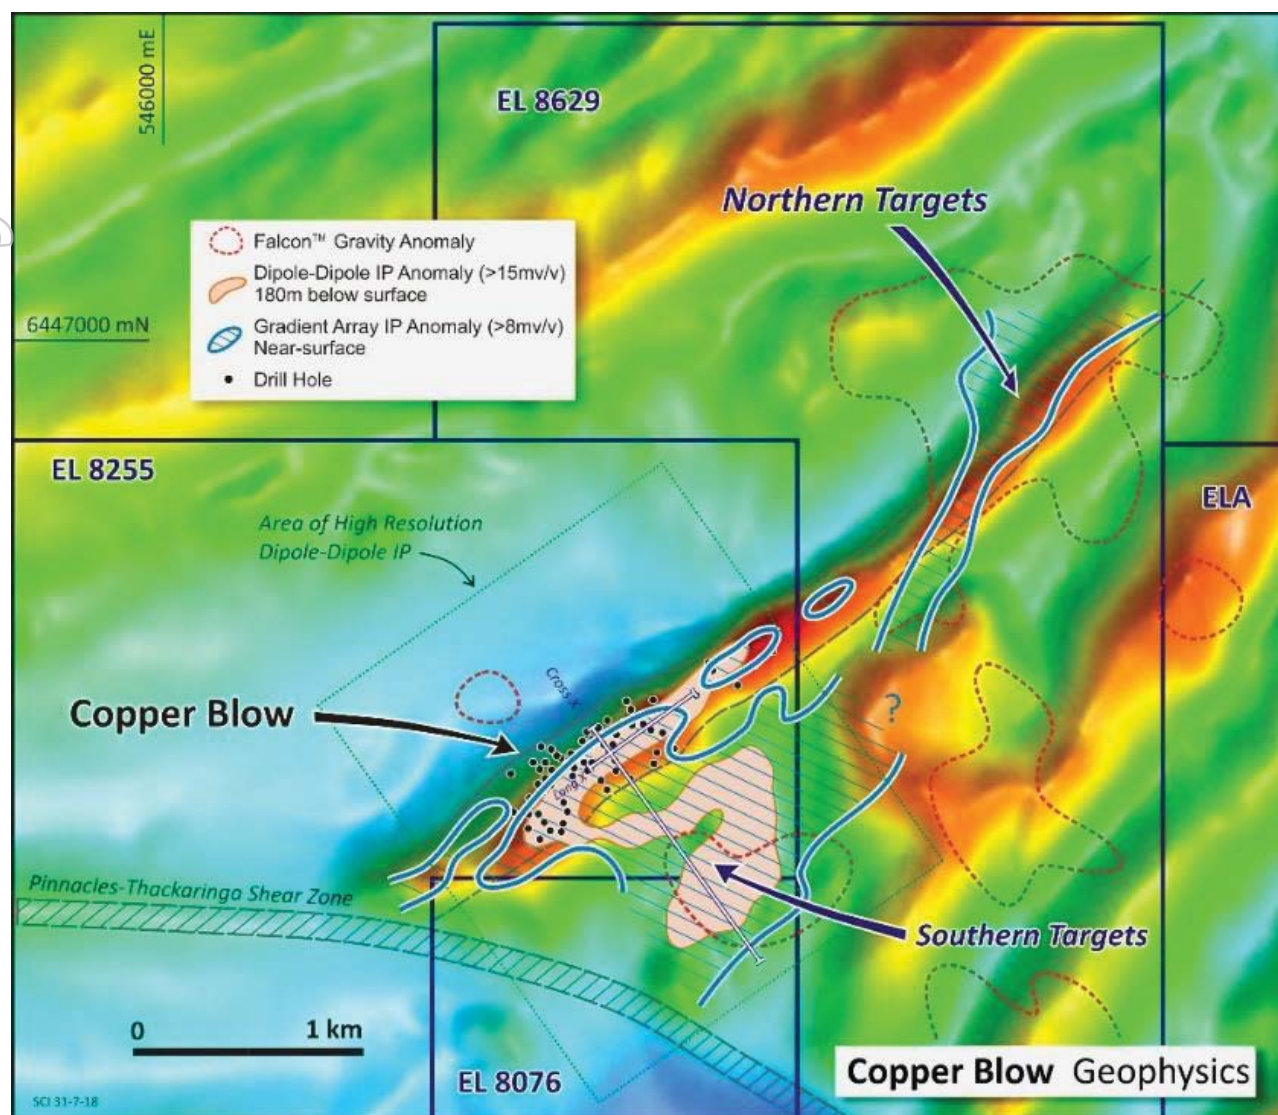 546000 mE
EL 8629
Northern Targets
Falcon™ Gravity Anomaly
Dipole-Dipole IP Anomaly (>15mv/v)
180m below surface
Gradient Array IP Anomaly (>8mv/v)
Near-surface
Drill Hole
6447000 mN
EL 8255
ELA
Area of High Resolution
Dipole-Dipole IP
Cross X
Copper Blow
?
Long X
Pinnacles-Thackaringa Shear Zone
Southern Targets
0 1 km
EL 8076
Copper Blow Geophysics
SCI 31-7-18